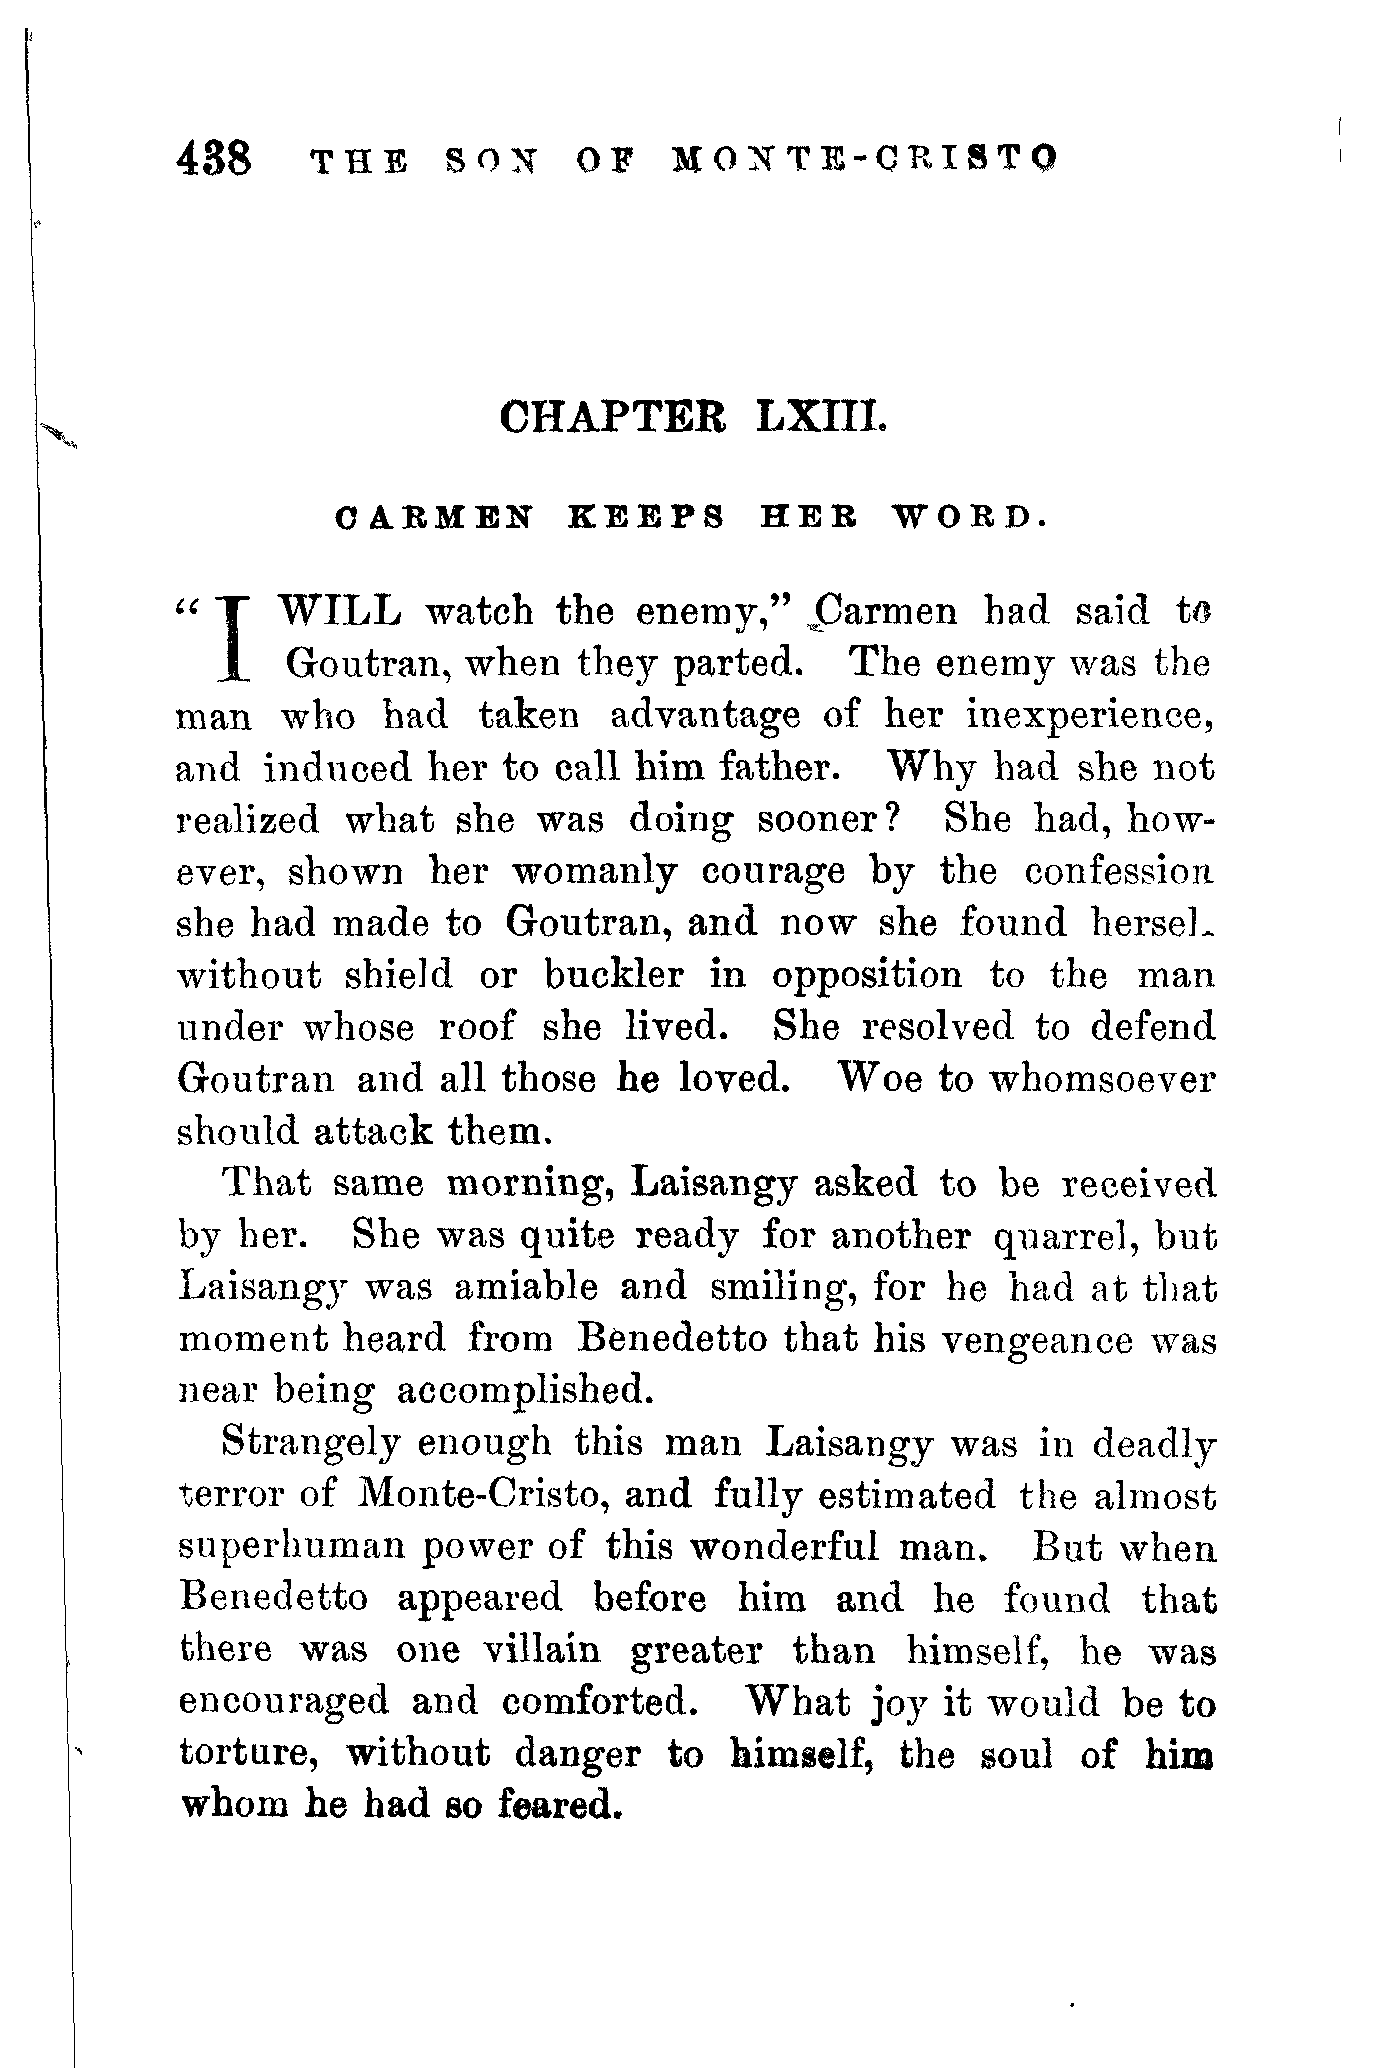 438 THE SON OF MONTE-CRISTO
CHAPTER LXIII.
CARMEN KEEPS HER WORD.
"I WILL watch the enemy," Carmen had said to
Goutran, when they parted. The enemy was the
man who had taken advantage of her inexperience,
and induced her to call him father. Why had she not
realized what she was doing sooner? She had, how-
ever, shown her womanly courage by the confession
she had made to Goutran, and now she found hersel
without shield or buckler in opposition to the man
under whose roof she lived. She resolved to defend
Goutran and all those he loved. Woe to whomsoever
should attack them.
That same morning, Laisangy asked to be received
by her. She was quite ready for another quarrel, but
Laisangy was amiable and smiling, for he had at that
moment heard from Benedetto that his vengeance was
near being accomplished.
Strangely enough this man Laisangy was in deadly
terror of Monte-Cristo, and fully estimated the almost
superhuman power of this wonderful man. But when
Benedetto appeared before him and he found that
there was one villain greater than himself, he was
encouraged and comforted. What joy it would be to
torture, without danger to himself, the soul of him
whom he had so feared.